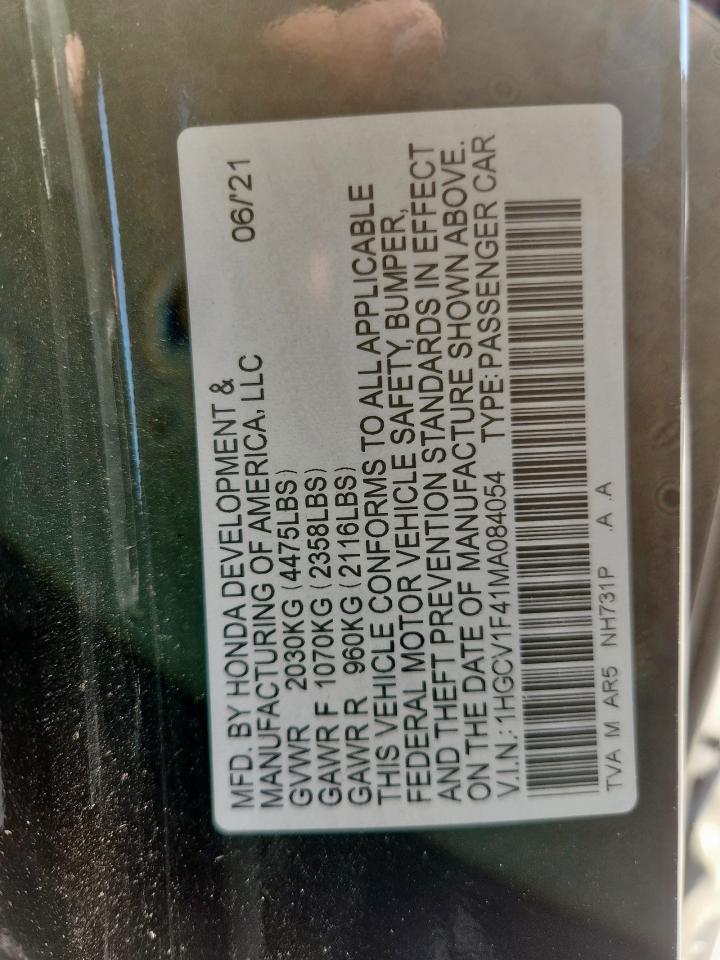 MFD. BY HONDA DEVELOPMENT & 06/'21
MANUFACTURING OF AMERICA, LLC
GVWR 2030KG (4475LBS)
GAWR F 1070KG (2358LBS)
GAWR R 960KG (2116LBS)
THIS VEHICLE CONFORMS TO ALL APPLICABLE
FEDERAL MOTOR VEHICLE SAFETY, BUMPER,
AND THEFT PREVENTION STANDARDS IN EFFECT
ON THE DATE OF MANUFACTURE SHOWN ABOVE.
V.I.N.: 1HGCV1F41MA084054 TYPE: PASSENGER CAR
TVA M AR5 NH731P .A .A